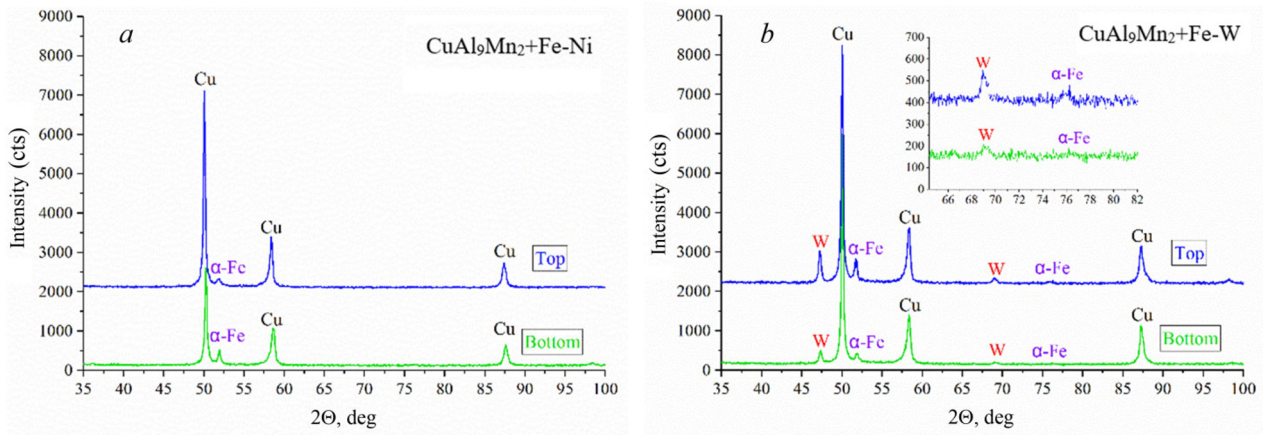 a
CuAl₉Mn₂+Fe-Ni
Cu
Cu
Cu
α-Fe
Top
Cu
Cu
α-Fe
Bottom
9000
8000
7000
6000
5000
4000
3000
2000
1000
0
Intensity (cts)
35 40 45 50 55 60 65 70 75 80 85 90 95 100
2Θ, deg
b
CuAl₉Mn₂+Fe-W
Cu
W
α-Fe
Cu
W
α-Fe
Cu
Top
W
α-Fe
Cu
W
α-Fe
Cu
Bottom
9000
8000
7000
6000
5000
4000
3000
2000
1000
0
Intensity (cts)
35 40 45 50 55 60 65 70 75 80 85 90 95 100
2Θ, deg
700
600
500
400
300
200
100
0
W
α-Fe
W
α-Fe
66 68 70 72 74 76 78 80 82